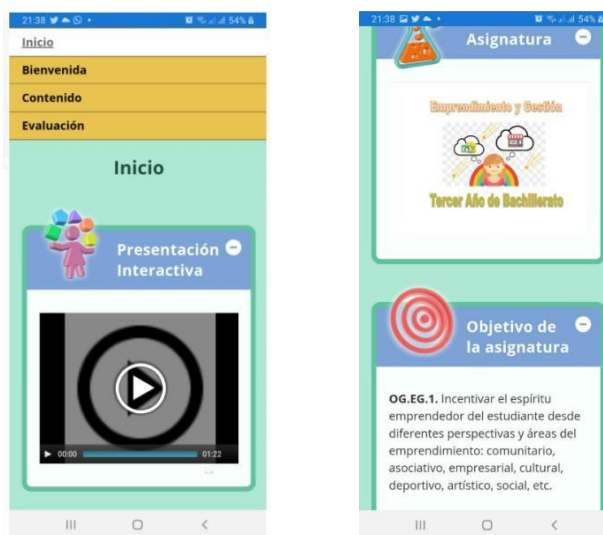 21:38
54%
Inicio
Bienvenida
Contenido
Evaluación
Inicio
Presentación
Interactiva
00:00
01:22
21:38
54%
Asignatura
Emprendimiento y Gestión
Tercer Año de Bachillerato
Objetivo de
la asignatura
OG.EG.1. Incentivar el espíritu
emprendedor del estudiante desde
diferentes perspectivas y áreas del
emprendimiento: comunitario,
asociativo, empresarial, cultural,
deportivo, artístico, social, etc.